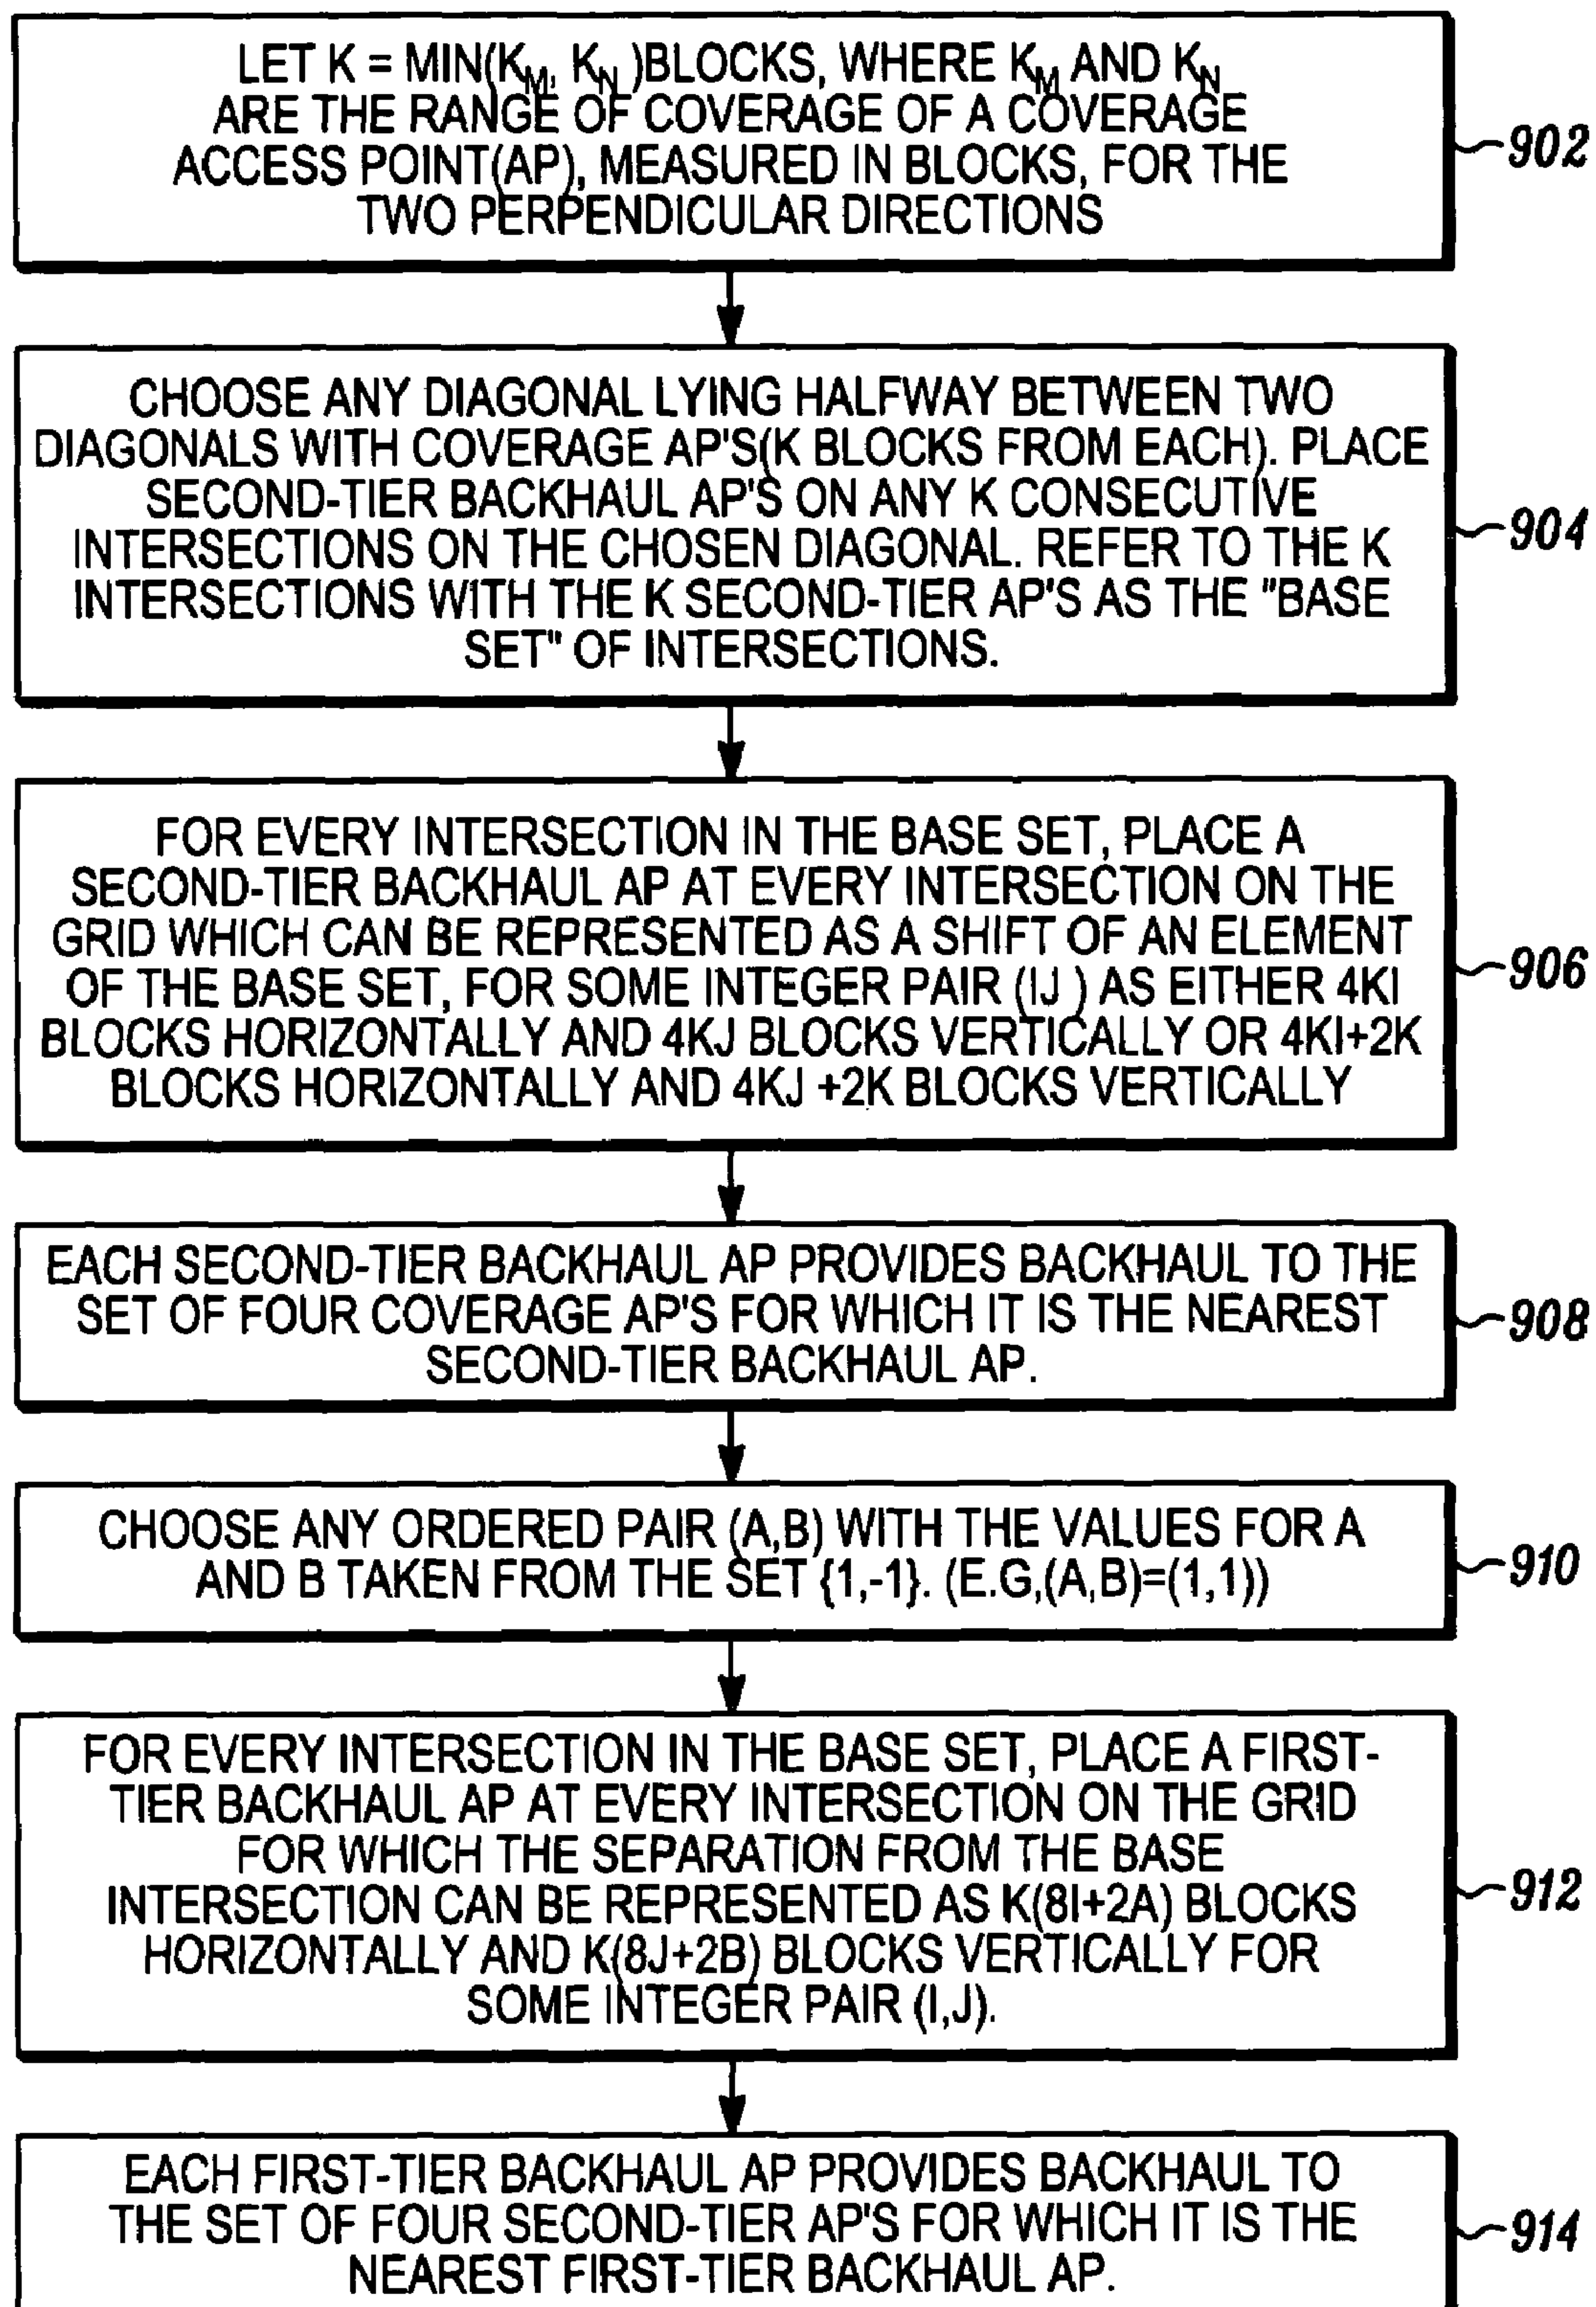 LET K = MIN(KM, KN )BLOCKS, WHERE KM AND KN
ARE THE RANGE OF COVERAGE OF A COVERAGE
ACCESS POINT(AP), MEASURED IN BLOCKS, FOR THE
TWO PERPENDICULAR DIRECTIONS
902
CHOOSE ANY DIAGONAL LYING HALFWAY BETWEEN TWO
DIAGONALS WITH COVERAGE AP'S(K BLOCKS FROM EACH). PLACE
SECOND-TIER BACKHAUL AP'S ON ANY K CONSECUTIVE
INTERSECTIONS ON THE CHOSEN DIAGONAL. REFER TO THE K
INTERSECTIONS WITH THE K SECOND-TIER AP'S AS THE "BASE
SET" OF INTERSECTIONS.
904
FOR EVERY INTERSECTION IN THE BASE SET, PLACE A
SECOND-TIER BACKHAUL AP AT EVERY INTERSECTION ON THE
GRID WHICH CAN BE REPRESENTED AS A SHIFT OF AN ELEMENT
OF THE BASE SET, FOR SOME INTEGER PAIR (IJ ) AS EITHER 4KI
BLOCKS HORIZONTALLY AND 4KJ BLOCKS VERTICALLY OR 4KI+2K
BLOCKS HORIZONTALLY AND 4KJ +2K BLOCKS VERTICALLY
906
EACH SECOND-TIER BACKHAUL AP PROVIDES BACKHAUL TO THE
SET OF FOUR COVERAGE AP'S FOR WHICH IT IS THE NEAREST
SECOND-TIER BACKHAUL AP.
908
CHOOSE ANY ORDERED PAIR (A,B) WITH THE VALUES FOR A
AND B TAKEN FROM THE SET {1,-1}. (E.G,(A,B)=(1,1))
910
FOR EVERY INTERSECTION IN THE BASE SET, PLACE A FIRST-
TIER BACKHAUL AP AT EVERY INTERSECTION ON THE GRID
FOR WHICH THE SEPARATION FROM THE BASE
INTERSECTION CAN BE REPRESENTED AS K(8I+2A) BLOCKS
HORIZONTALLY AND K(8J+2B) BLOCKS VERTICALLY FOR
SOME INTEGER PAIR (I,J).
912
EACH FIRST-TIER BACKHAUL AP PROVIDES BACKHAUL TO
THE SET OF FOUR SECOND-TIER AP'S FOR WHICH IT IS THE
NEAREST FIRST-TIER BACKHAUL AP.
914